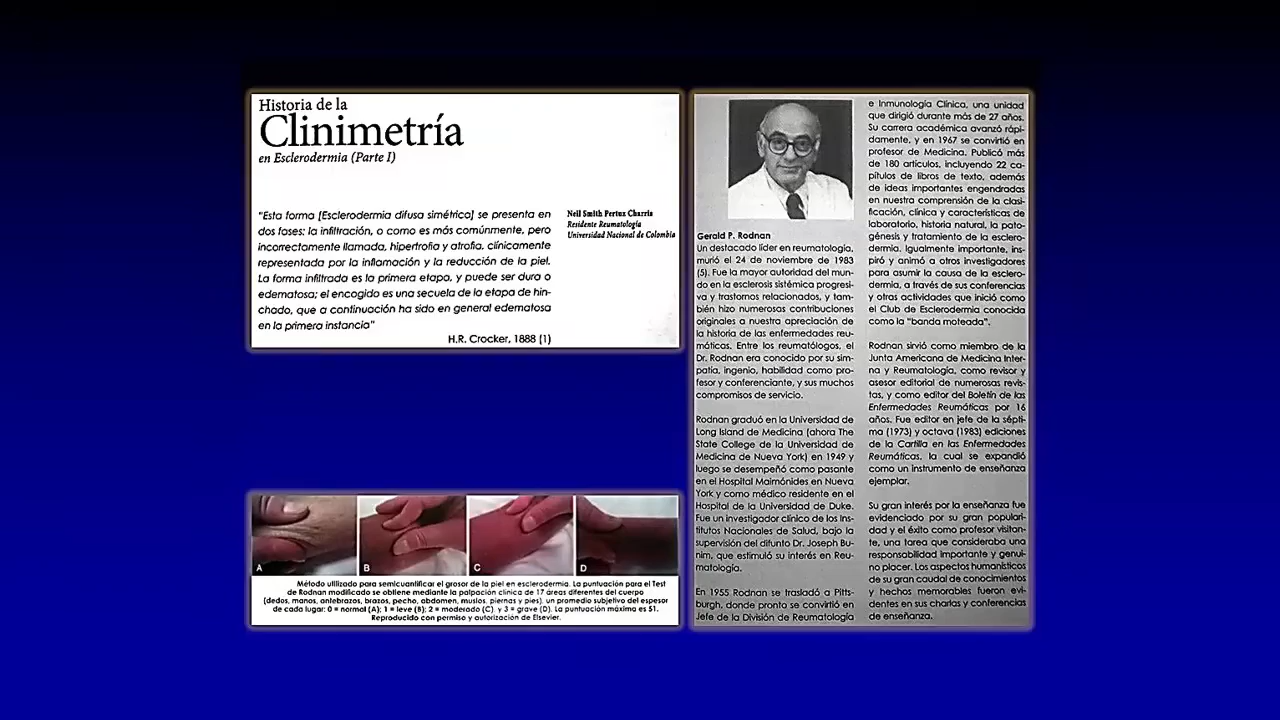 Historia de la
Clinimetría
en Esclerodermia (Parte I)
"Esta forma [Esclerodermia difusa simétrica] se presenta en
dos fases: la infiltración, o como es más comúnmente, pero
incorrectamente llamada, hipertrofia y atrofia, clínicamente
representada por la inflamación y la reducción de la piel.
La forma infiltrada es la primera etapa, y puede ser dura o
edematosa; el encogido es una secuela de la etapa de hin-
chado, que a continuación ha sido en general edematosa
en la primera instancia"
H.R. Crocker, 1888 (1)
Neil Smith Pertuz Charria
Residente Reumatología
Universidad Nacional de Colombia
A
B
C
D
Método utilizado para semicuantificar el grosor de la piel en esclerodermia. La puntuación para el Test
de Rodnan modificado se obtiene mediante la palpación clínica de 17 áreas diferentes del cuerpo
(dedos, manos, antebrazos, brazos, pecho, abdomen, muslos, piernas y pies). un promedio subjetivo del espesor
de cada lugar: 0 = normal (A); 1 = leve (B); 2 = moderado (C). y 3 = grave (D). La puntuación máxima es 51.
Reproducido con permiso y autorización de Elsevier.
Gerald P. Rodnan
Un destacado líder en reumatología,
murió el 24 de noviembre de 1983
(5). Fue la mayor autoridad del mun-
do en la esclerosis sistémica progresi-
va y trastornos relacionados, y tam-
bién hizo numerosas contribuciones
originales a nuestra apreciación de
la historia de las enfermedades reu-
máticas. Entre los reumatólogos, el
Dr. Rodnan era conocido por su sim-
patía, ingenio, habilidad como pro-
fesor y conferenciante, y sus muchos
compromisos de servicio.
Rodnan graduó en la Universidad de
Long Island de Medicina (ahora The
State College de la Universidad de
Medicina de Nueva York) en 1949 y
luego se desempeñó como pasante
en el Hospital Maimónides en Nueva
York y como médico residente en el
Hospital de la Universidad de Duke.
Fue un investigador clínico de los Ins-
titutos Nacionales de Salud, bajo la
supervisión del difunto Dr. Joseph Bu-
nim, que estimuló su interés en Reu-
matología.
En 1955 Rodnan se trasladó a Pitts-
burgh, donde pronto se convirtió en
Jefe de la División de Reumatología
e Inmunología Clínica, una unidad
que dirigió durante más de 27 años.
Su carrera académica avanzó rápi-
damente, y en 1967 se convirtió en
profesor de Medicina. Publicó más
de 180 artículos, incluyendo 22 ca-
pítulos de libros de texto, además
de ideas importantes engendradas
en nuestra comprensión de la clasi-
ficación, clínica y características de
laboratorio, historia natural, la pato-
génesis y tratamiento de la esclero-
dermia. Igualmente importante, ins-
piró y animó a otros investigadores
para asumir la causa de la esclero-
dermia, a través de sus conferencias
y otras actividades que inició como
el Club de Esclerodermia conocida
como la "banda moteada".
Rodnan sirvió como miembro de la
Junta Americana de Medicina Inter-
na y Reumatología, como revisor y
asesor editorial de numerosas revis-
tas, y como editor del Boletín de las
Enfermedades Reumáticas por 16
años. Fue editor en jefe de la sépti-
ma (1973) y octava (1983) ediciones
de la Cartilla en las Enfermedades
Reumáticas, la cual se expandió
como un instrumento de enseñanza
ejemplar.
Su gran interés por la enseñanza fue
evidenciado por su gran populari-
dad y el éxito como profesor visitan-
te, una tarea que consideraba una
responsabilidad importante y genui-
no placer. Los aspectos humanísticos
de su gran caudal de conocimientos
y hechos memorables fueron evi-
dentes en sus charlas y conferencias
de enseñanza.